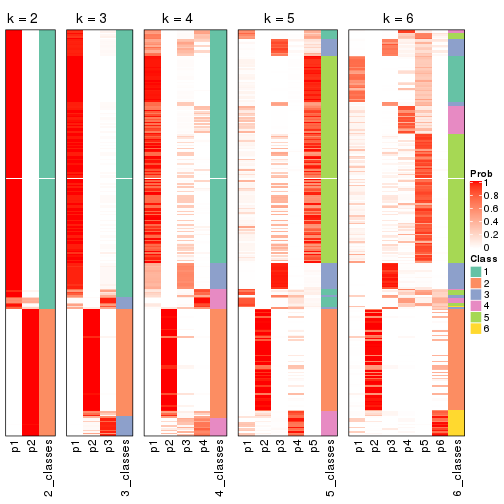 k = 2
k = 3
k = 4
k = 5
k = 6
Prob
1
0.8
0.6
0.4
0.2
0
Class
1
2
3
4
5
6
p1
p2
2_classes
p1
p2
p3
3_classes
p1
p2
p3
p4
4_classes
p1
p2
p3
p4
p5
5_classes
p1
p2
p3
p4
p5
p6
6_classes